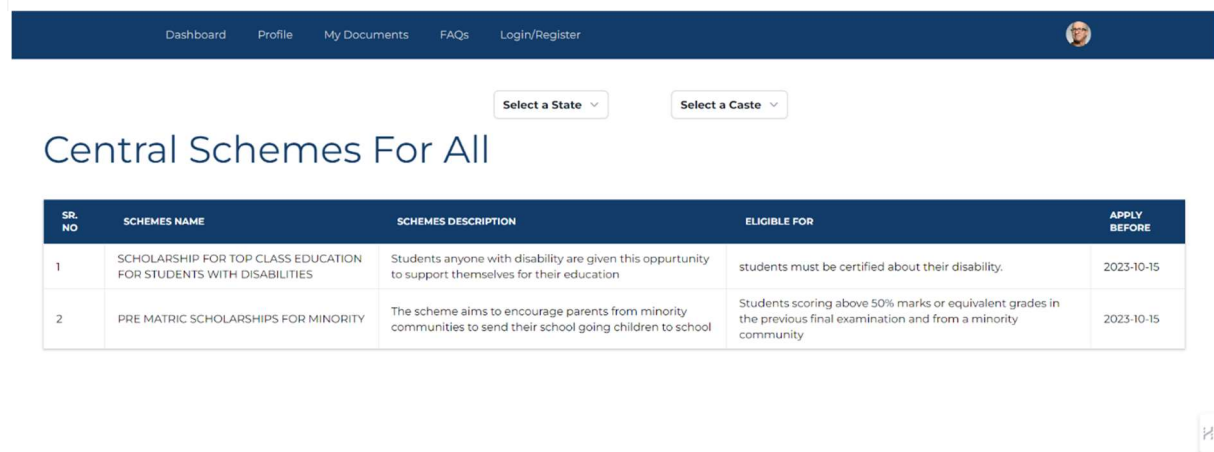 Dashboard Profile My Documents FAQs Login/Register
Select a State Select a Caste
Central Schemes For All
SR. NO SCHEMES NAME SCHEMES DESCRIPTION ELIGIBLE FOR APPLY BEFORE
1
SCHOLARSHIP FOR TOP CLASS EDUCATION
FOR STUDENTS WITH DISABILITIES
Students anyone with disability are given this oppurtunity
to support themselves for their education
students must be certified about their disability.
2023-10-15
2
PRE MATRIC SCHOLARSHIPS FOR MINORITY
The scheme aims to encourage parents from minority
communities to send their school going children to school
Students scoring above 50% marks or equivalent grades in
the previous final examination and from a minority
community
2023-10-15